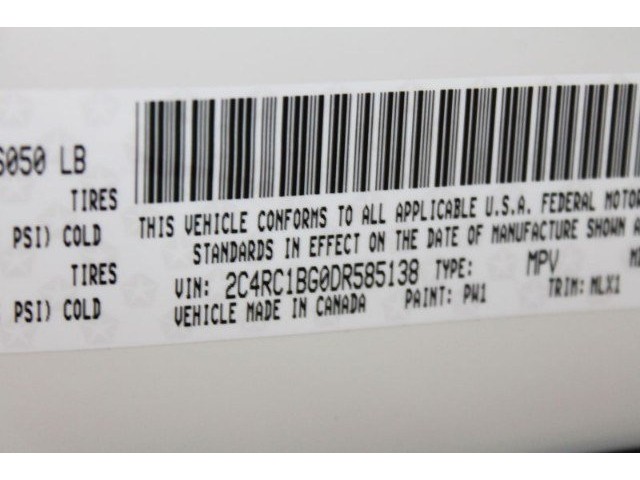 6050 LB
TIRES
PSI) COLD
TIRES
PSI) COLD
THIS VEHICLE CONFORMS TO ALL APPLICABLE U.S.A. FEDERAL MOTOR
STANDARDS IN EFFECT ON THE DATE OF MANUFACTURE SHOWN A
VIN: 2C4RC1BG0DR585138 TYPE: MPV
VEHICLE MADE IN CANADA PAINT: PW1 TRIM: MLX1